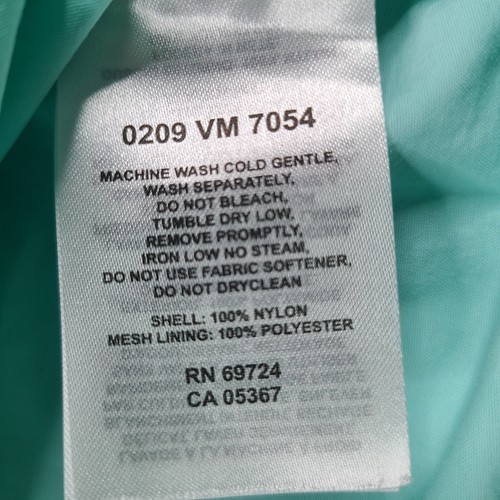 0209 VM 7054
MACHINE WASH COLD GENTLE,
WASH SEPARATELY,
DO NOT BLEACH,
TUMBLE DRY LOW,
REMOVE PROMPTLY,
IRON LOW NO STEAM,
DO NOT USE FABRIC SOFTENER,
DO NOT DRYCLEAN
SHELL: 100% NYLON
MESH LINING: 100% POLYESTER
RN 69724
CA 05367